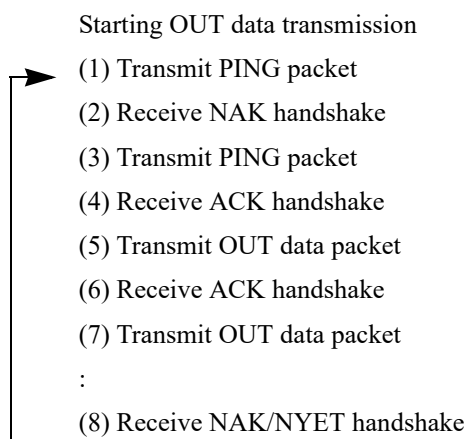 Starting OUT data transmission
(1) Transmit PING packet
(2) Receive NAK handshake
(3) Transmit PING packet
(4) Receive ACK handshake
(5) Transmit OUT data packet
(6) Receive ACK handshake
(7) Transmit OUT data packet
:
(8) Receive NAK/NYET handshake